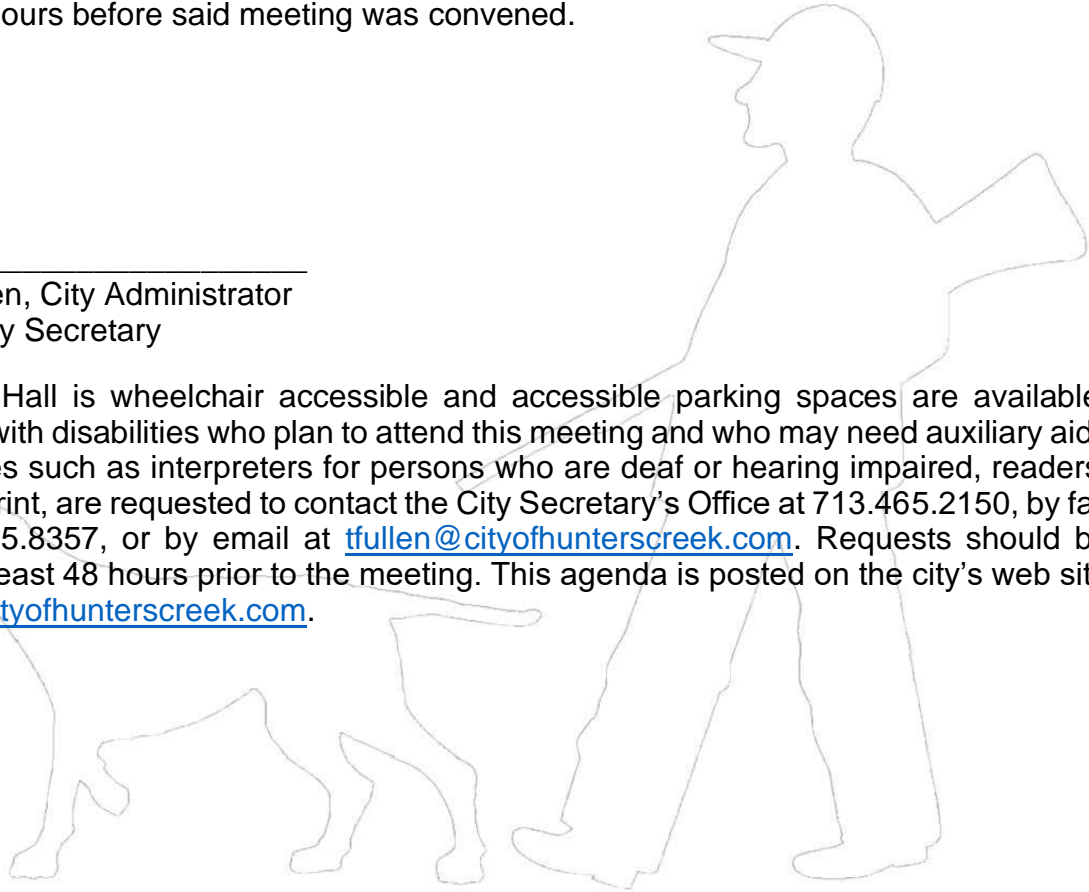 ours before said meeting was convened.
__________________
en, City Administrator
y Secretary
Hall is wheelchair accessible and accessible parking spaces are available
with disabilities who plan to attend this meeting and who may need auxiliary aid
es such as interpreters for persons who are deaf or hearing impaired, readers
rint, are requested to contact the City Secretary's Office at 713.465.2150, by fa
5.8357, or by email at tfullen@cityofhunterscreek.com. Requests should b
east 48 hours prior to the meeting. This agenda is posted on the city's web sit
tyofhunterscreek.com.